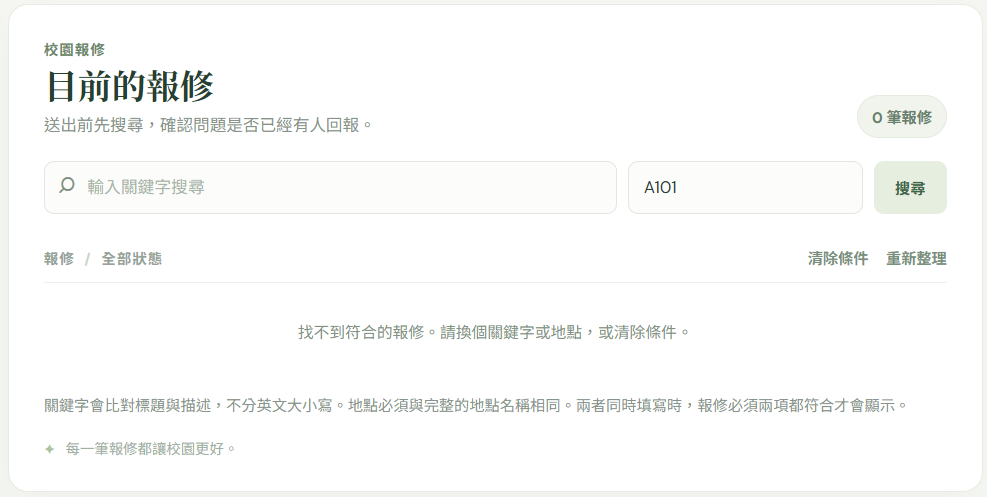 校園報修
目前的報修
送出前先搜尋，確認問題是否已經有人回報。
0 筆報修
輸入關鍵字搜尋
A101
搜尋
報修 / 全部狀態
清除條件 重新整理
找不到符合的報修。請換個關鍵字或地點，或清除條件。
關鍵字會比對標題與描述，不分英文大小寫。地點必須與完整的地點名稱相同。兩者同時填寫時，報修必須兩項都符合才會顯示。
✦ 每一筆報修都讓校園更好。